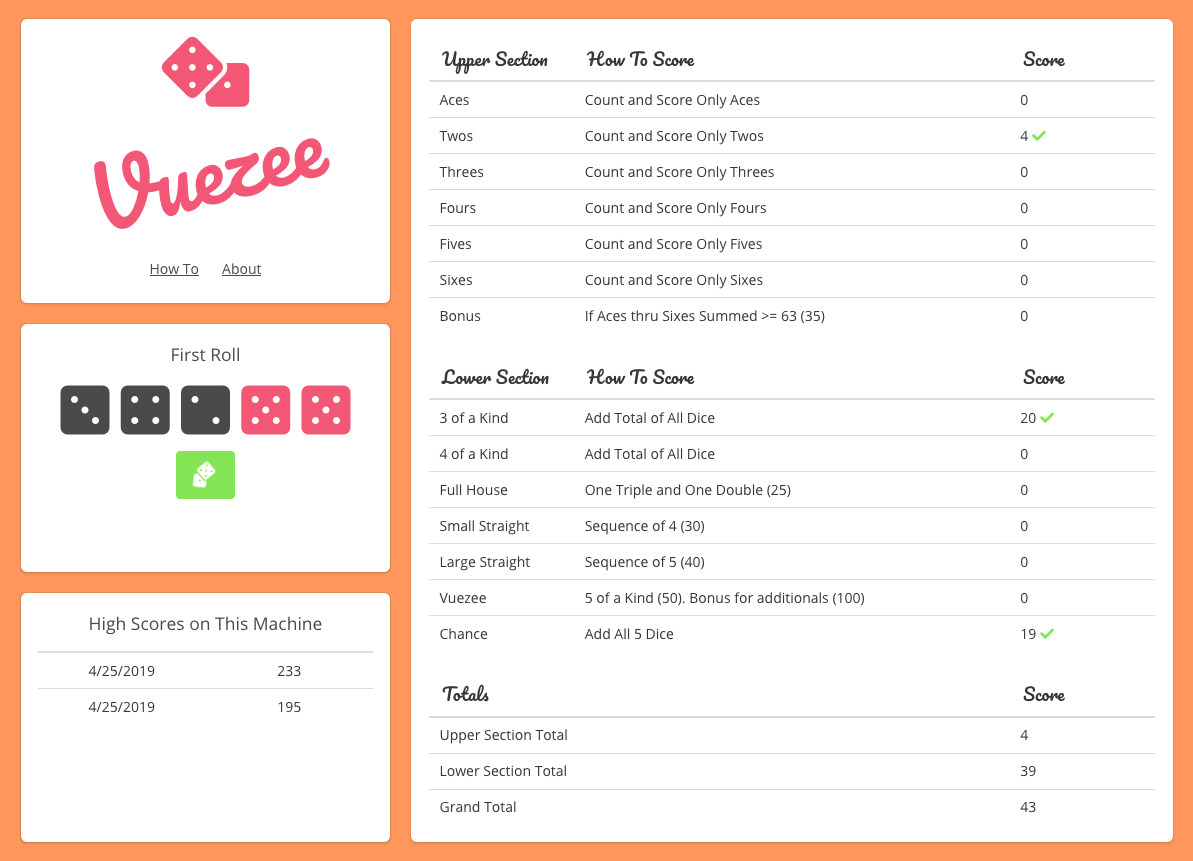 Vuezee
How To About
First Roll
High Scores on This Machine
4/25/2019 233
4/25/2019 195
Upper Section How To Score Score
Aces Count and Score Only Aces 0
Twos Count and Score Only Twos 4
Threes Count and Score Only Threes 0
Fours Count and Score Only Fours 0
Fives Count and Score Only Fives 0
Sixes Count and Score Only Sixes 0
Bonus If Aces thru Sixes Summed >= 63 (35) 0
Lower Section How To Score Score
3 of a Kind Add Total of All Dice 20
4 of a Kind Add Total of All Dice 0
Full House One Triple and One Double (25) 0
Small Straight Sequence of 4 (30) 0
Large Straight Sequence of 5 (40) 0
Vuezee 5 of a Kind (50). Bonus for additionals (100) 0
Chance Add All 5 Dice 19
Totals Score
Upper Section Total 4
Lower Section Total 39
Grand Total 43